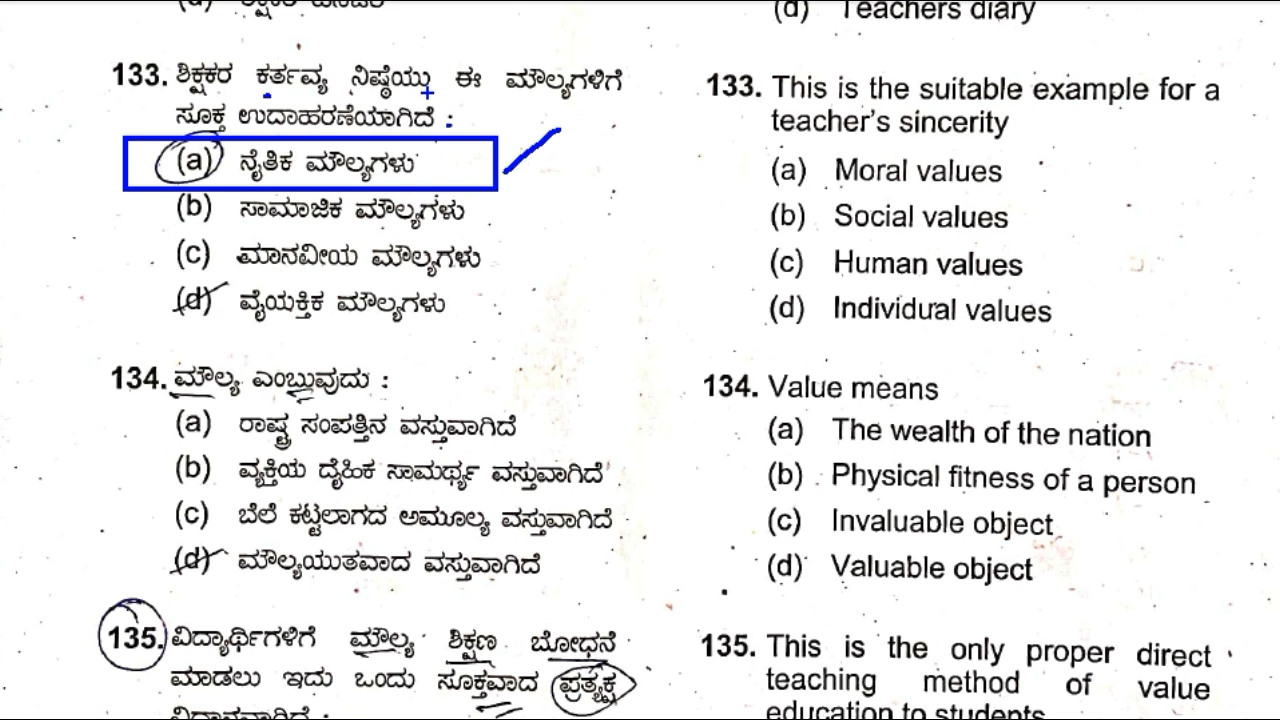 133. ಶಿಕ್ಷಕರ ಕರ್ತವ್ಯ ನಿಷ್ಠೆಯು ಈ ಮೌಲ್ಯಗಳಿಗೆ
ಸೂಕ್ತ ಉದಾಹರಣೆಯಾಗಿದೆ :
(a) ನೈತಿಕ ಮೌಲ್ಯಗಳು
(b) ಸಾಮಾಜಿಕ ಮೌಲ್ಯಗಳು
(c) ಮಾನವೀಯ ಮೌಲ್ಯಗಳು
(d) ವೈಯಕ್ತಿಕ ಮೌಲ್ಯಗಳು
134. ಮೌಲ್ಯ ಎಂಬುವುದು :
(a) ರಾಷ್ಟ್ರ ಸಂಪತ್ತಿನ ವಸ್ತುವಾಗಿದೆ
(b) ವ್ಯಕ್ತಿಯ ದೈಹಿಕ ಸಾಮರ್ಥ್ಯ ವಸ್ತುವಾಗಿದೆ
(c) ಬೆಲೆ ಕಟ್ಟಲಾಗದ ಅಮೂಲ್ಯ ವಸ್ತುವಾಗಿದೆ
(d) ಮೌಲ್ಯಯುತವಾದ ವಸ್ತುವಾಗಿದೆ
135. ವಿದ್ಯಾರ್ಥಿಗಳಿಗೆ ಮೌಲ್ಯ ಶಿಕ್ಷಣ ಬೋಧನೆ
ಮಾಡಲು ಇದು ಒಂದು ಸೂಕ್ತವಾದ ಪ್ರತ್ಯಕ್ಷ
(d) Teachers diary
133. This is the suitable example for a
teacher's sincerity
(a) Moral values
(b) Social values
(c) Human values
(d) Individual values
134. Value means
(a) The wealth of the nation
(b) Physical fitness of a person
(c) Invaluable object
(d) Valuable object
135. This is the only proper direct
teaching method of value
education to students